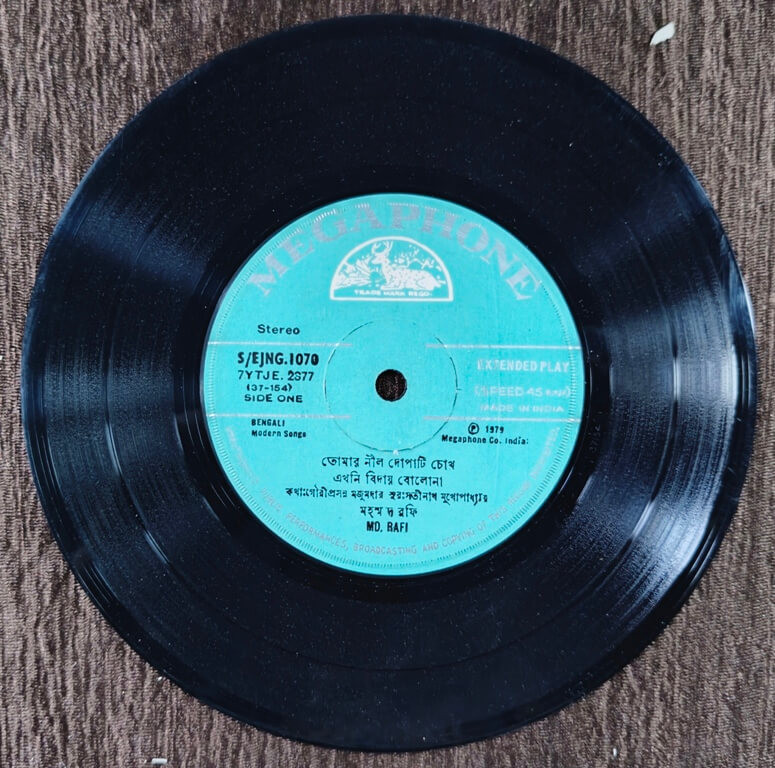 MEGAPHONE
TRADE MARK REGD.
Stereo
S/EJNG.1070
7YTJE. 2877
(37-154)
SIDE ONE
EXTENDED PLAY
SPEED 45
MADE IN INDIA
BENGALI
Modern Songs
Ⓟ 1979
Megaphone Co. India:
তোমার নীল দোপাটি চোখ
এখনি বিদায় বোলোনা
কথাঃগৌরীপ্রসন্ন মজুমদার সুরঃসতীনাথ মুখোপাধ্যায়
মহম্মদ রফি
MD. RAFI
PERFORMANCES, BROADCASTING AND COPYING OF THIS